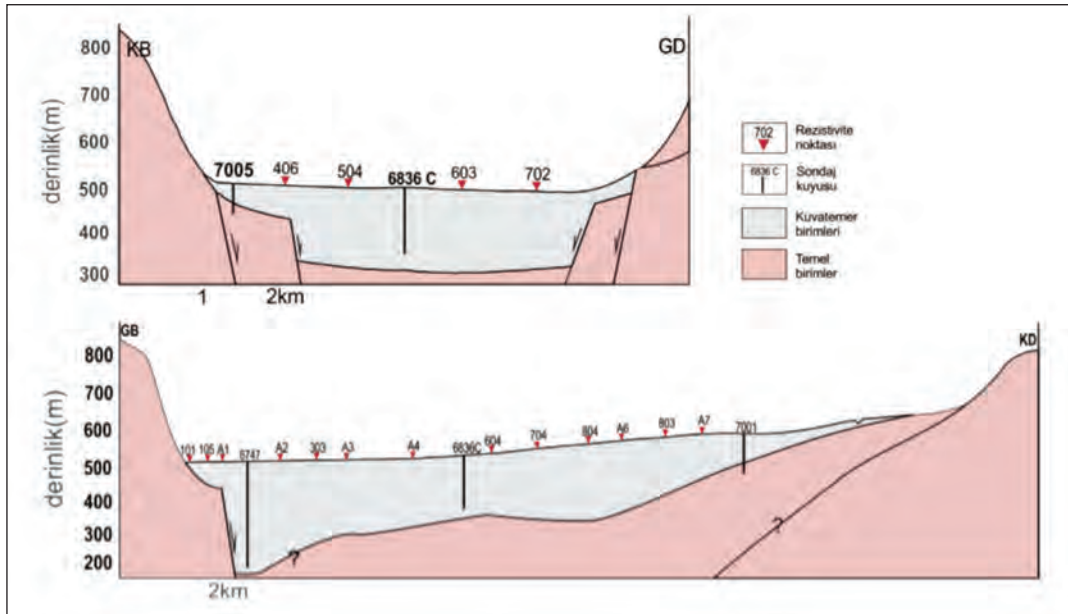 KB
GD
derinlik(m)
800
700
600
500
400
300
7005
406
504
6836 C
603
702
1
2km
702
Rezistivite
noktası
6836 C
Sondaj
kuyusu
Kuvaterner
birimleri
Temel
birimler
GB
KD
derinlik(m)
800
700
600
500
400
300
200
101 105 A1 6747 A2 303 A3 A4 6836C 604 704 804 A6 803 A7 7001
?
?
2km